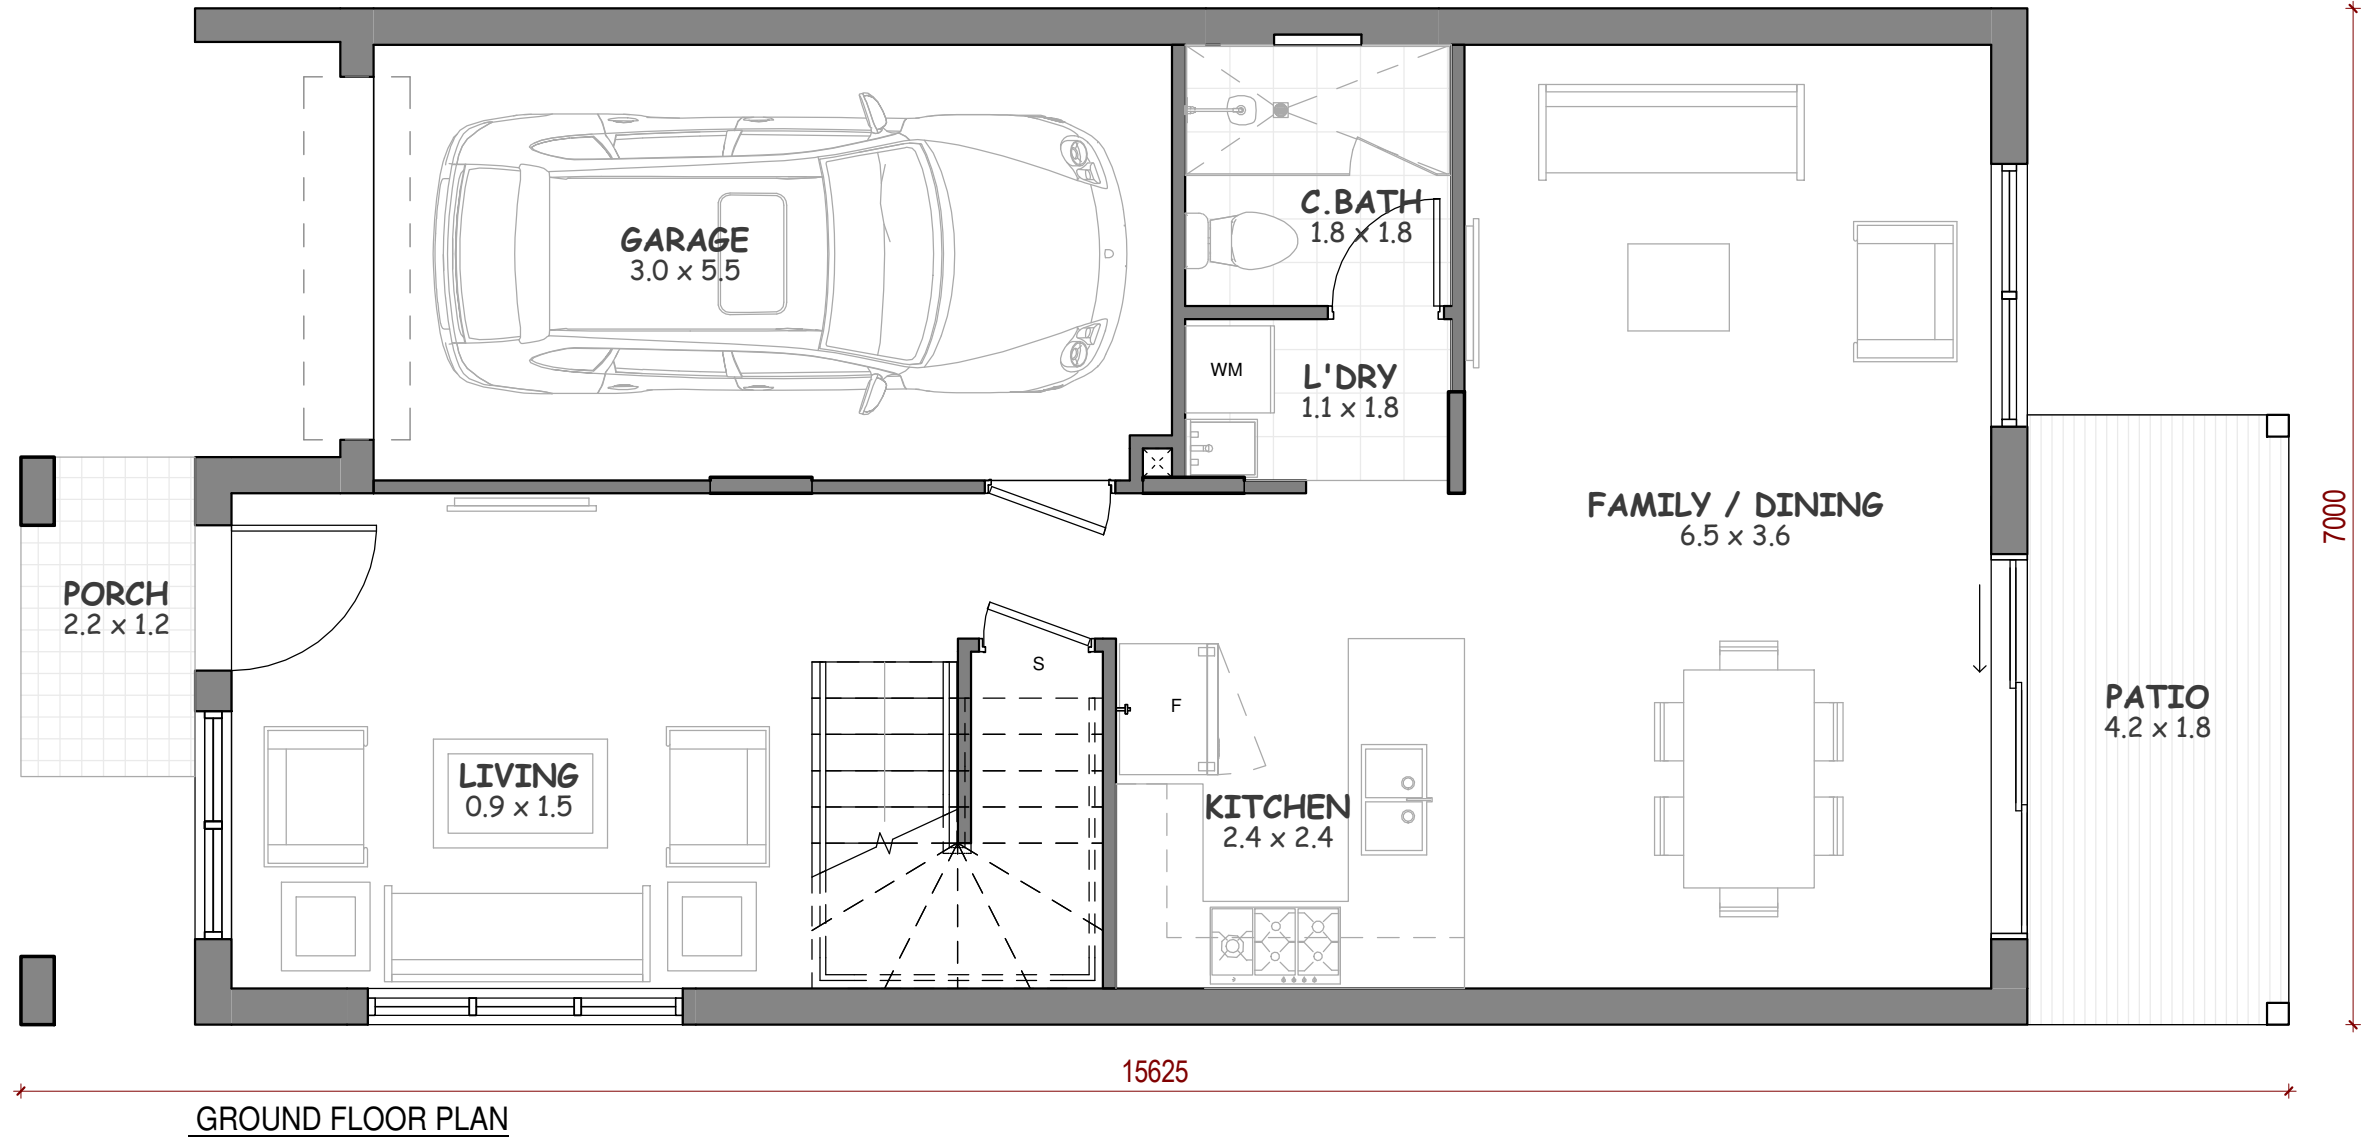 C.BATH
1.8 x 1.8
GARAGE
3.0 x 5.5
WM
L'DRY
1.1 x 1.8
FAMILY / DINING
6.5 x 3.6
7000
PORCH
2.2 x 1.2
S
F
PATIO
4.2 x 1.8
LIVING
0.9 x 1.5
KITCHEN
2.4 x 2.4
15625
GROUND FLOOR PLAN